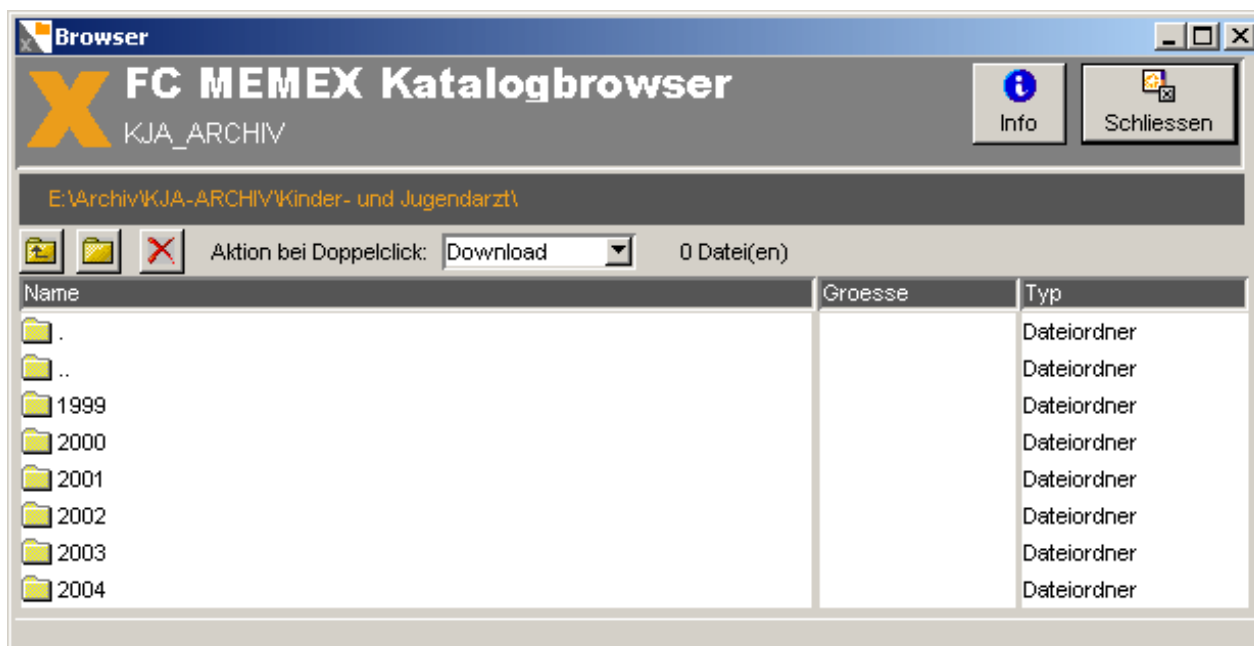 Browser
FC MEMEX Katalogbrowser
KJA_ARCHIV
Info
Schliessen
E:\Archiv\KJA-ARCHIV\Kinder- und Jugendarzt\
Aktion bei Doppelclick: Download 0 Datei(en)
Name Groesse Typ
. Dateiordner
.. Dateiordner
1999 Dateiordner
2000 Dateiordner
2001 Dateiordner
2002 Dateiordner
2003 Dateiordner
2004 Dateiordner